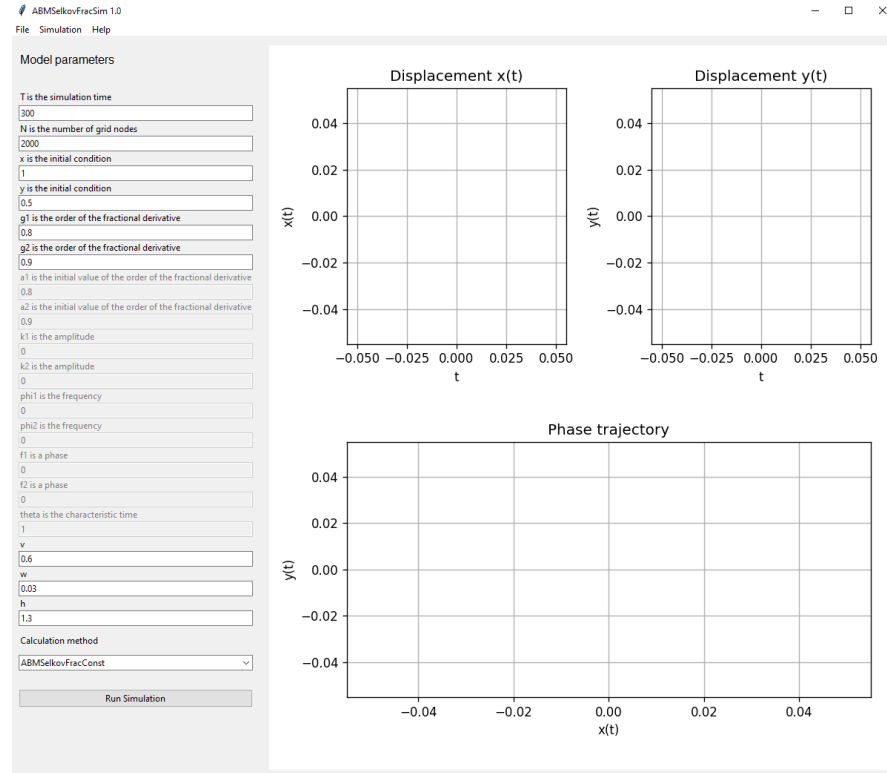 ABMSelkovFracSim 1.0
File Simulation Help
Model parameters
T is the simulation time
300
N is the number of grid nodes
2000
x is the initial condition
1
y is the initial condition
0.5
g1 is the order of the fractional derivative
0.8
g2 is the order of the fractional derivative
0.9
a1 is the initial value of the order of the fractional derivative
0.8
a2 is the initial value of the order of the fractional derivative
0.9
k1 is the amplitude
0
k2 is the amplitude
0
phi1 is the frequency
0
phi2 is the frequency
0
f1 is a phase
0
f2 is a phase
0
theta is the characteristic time
1
v
0.6
w
0.03
h
1.3
Calculation method
ABMSelkovFracConst
Run Simulation
Displacement x(t)
x(t)
0.04
0.02
0.00
−0.02
−0.04
−0.050 −0.025 0.000 0.025 0.050
t
Displacement y(t)
y(t)
0.04
0.02
0.00
−0.02
−0.04
−0.050 −0.025 0.000 0.025 0.050
t
Phase trajectory
y(t)
0.04
0.02
0.00
−0.02
−0.04
−0.04 −0.02 0.00 0.02 0.04
x(t)